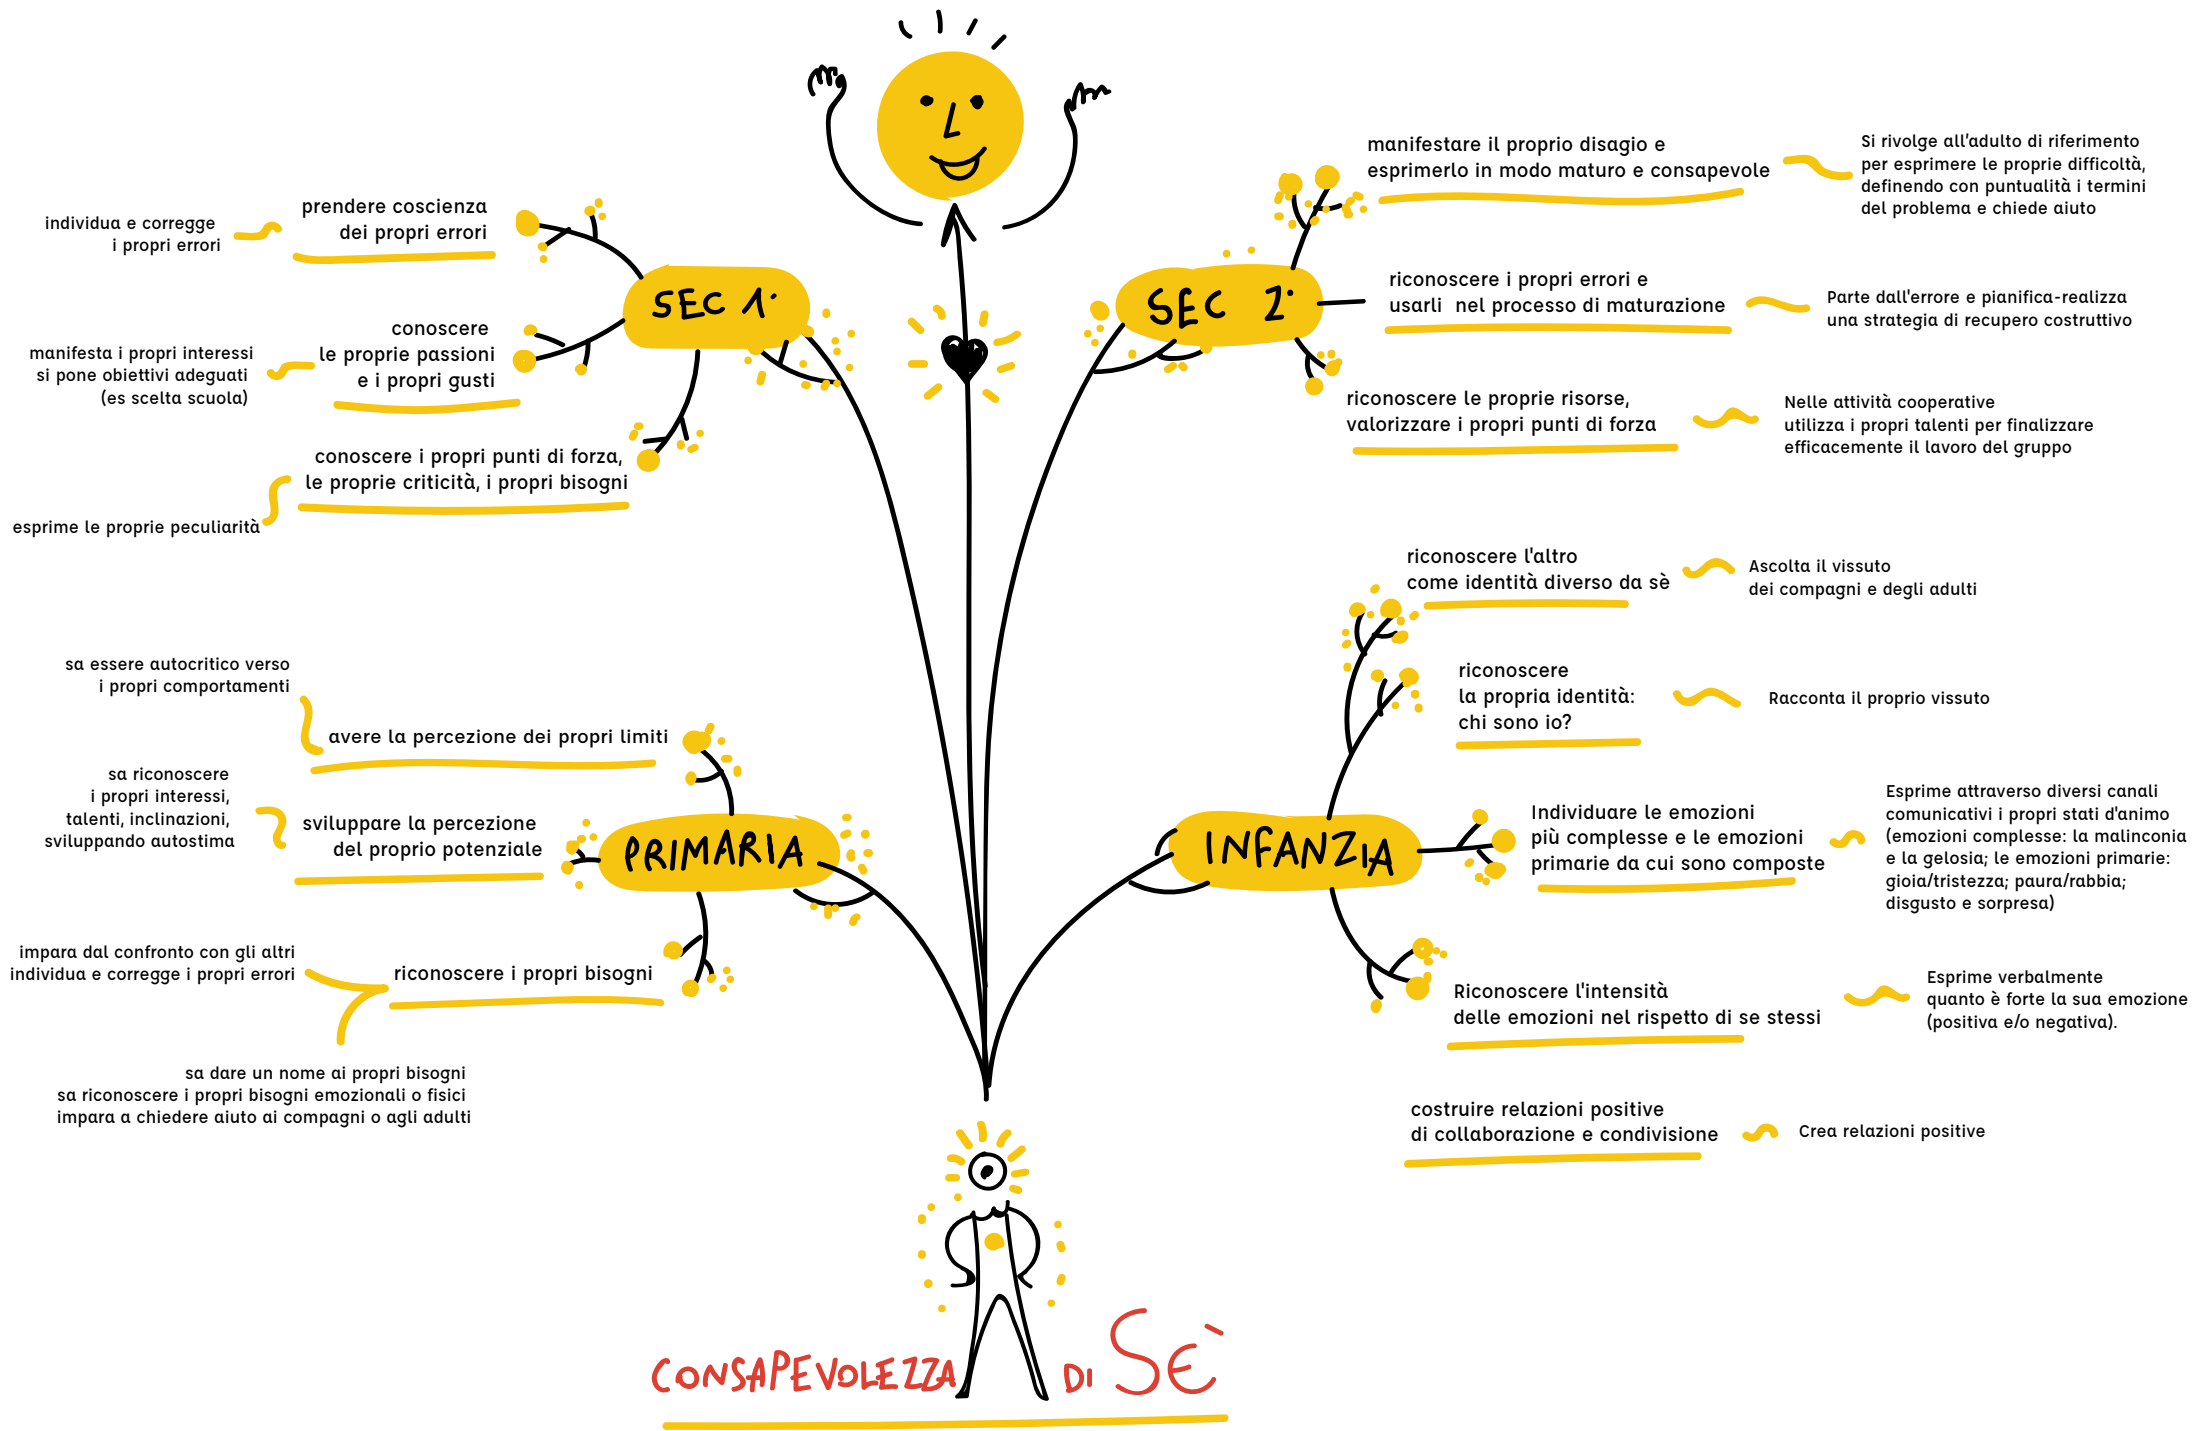 prendere coscienza
dei propri errori
individua e corregge
i propri errori
SEC 1°
conoscere
le proprie passioni
e i propri gusti
manifesta i propri interessi
si pone obiettivi adeguati
(es scelta scuola)
conoscere i propri punti di forza,
le proprie criticità, i propri bisogni
esprime le proprie peculiarità
manifestare il proprio disagio e
esprimerlo in modo maturo e consapevole
Si rivolge all’adulto di riferimento
per esprimere le proprie difficoltà,
definendo con puntualità i termini
del problema e chiede aiuto
SEC 2°
riconoscere i propri errori e
usarli  nel processo di maturazione
Parte dall'errore e pianifica-realizza
una strategia di recupero costruttivo
riconoscere le proprie risorse,
valorizzare i propri punti di forza
Nelle attività cooperative
utilizza i propri talenti per finalizzare
efficacemente il lavoro del gruppo
sa essere autocritico verso
i propri comportamenti
avere la percezione dei propri limiti
sa riconoscere
i propri interessi,
talenti, inclinazioni,
sviluppando autostima
sviluppare la percezione
del proprio potenziale
PRIMARIA
impara dal confronto con gli altri
individua e corregge i propri errori
riconoscere i propri bisogni
sa dare un nome ai propri bisogni
sa riconoscere i propri bisogni emozionali o fisici
impara a chiedere aiuto ai compagni o agli adulti
riconoscere l'altro
come identità diverso da sè
Ascolta il vissuto
dei compagni e degli adulti
riconoscere
la propria identità:
chi sono io?
Racconta il proprio vissuto
INFANZIA
Individuare le emozioni
più complesse e le emozioni
primarie da cui sono composte
Esprime attraverso diversi canali
comunicativi i propri stati d'animo
(emozioni complesse: la malinconia
e la gelosia; le emozioni primarie:
gioia/tristezza; paura/rabbia;
disgusto e sorpresa)
Riconoscere l'intensità
delle emozioni nel rispetto di se stessi
Esprime verbalmente
quanto è forte la sua emozione
(positiva e/o negativa).
costruire relazioni positive
di collaborazione e condivisione
Crea relazioni positive
CONSAPEVOLEZZA DI SÈ